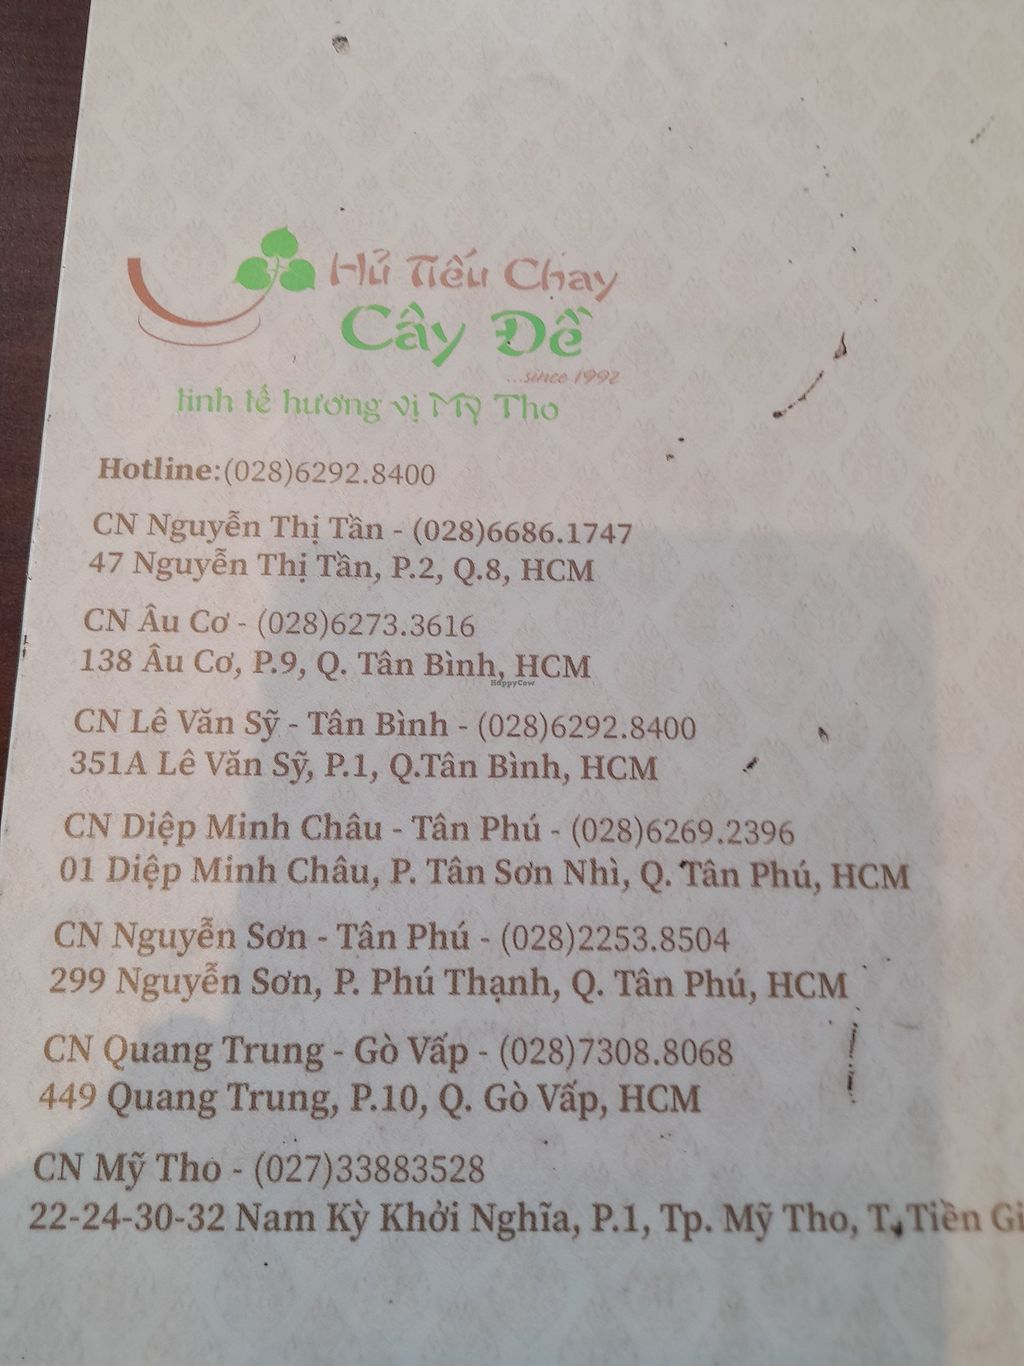 Hủ Tiếu Chay
Cây Đề
...since 1992
tinh tế hương vị Mỹ Tho
Hotline:(028)6292.8400
CN Nguyễn Thị Tần - (028)6686.1747
47 Nguyễn Thị Tần, P.2, Q.8, HCM
CN Âu Cơ - (028)6273.3616
138 Âu Cơ, P.9, Q. Tân Bình, HCM
HappyCow
CN Lê Văn Sỹ - Tân Bình - (028)6292.8400
351A Lê Văn Sỹ, P.1, Q.Tân Bình, HCM
CN Diệp Minh Châu - Tân Phú - (028)6269.2396
01 Diệp Minh Châu, P. Tân Sơn Nhì, Q. Tân Phú, HCM
CN Nguyễn Sơn - Tân Phú - (028)2253.8504
299 Nguyễn Sơn, P. Phú Thạnh, Q. Tân Phú, HCM
CN Quang Trung - Gò Vấp - (028)7308.8068
449 Quang Trung, P.10, Q. Gò Vấp, HCM
CN Mỹ Tho - (027)33883528
22-24-30-32 Nam Kỳ Khởi Nghĩa, P.1, Tp. Mỹ Tho, T. Tiền Gi